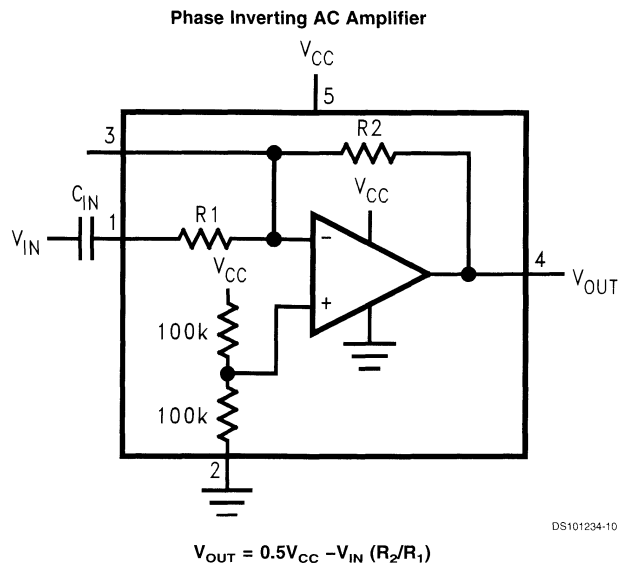 Phase Inverting AC Amplifier
VCC
5
3
R2
CIN
VCC
1
R1
VIN
−
VCC
4
VOUT
+
100k
100k
2
DS101234-10
VOUT = 0.5VCC −VIN (R2/R1)